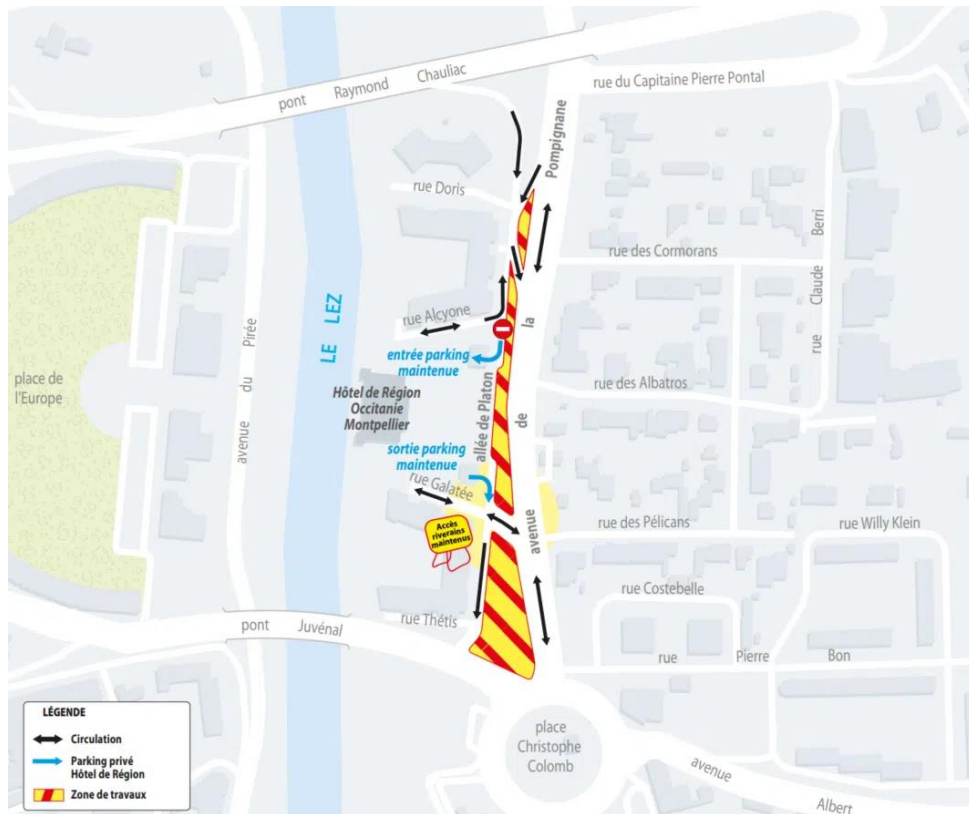 pont Raymond Chauliac
rue du Capitaine Pierre Pontal
Pompignane
rue Doris
rue des Cormorans
Berri
Claude
rue
LE LEZ
rue Alcyone
la
avenue du Pirée
entrée parking
maintenue
place de
l'Europe
rue des Albatros
Hôtel de Région
Occitanie
Montpellier
allée de Platon
de
sortie parking
maintenue
rue Galatée
avenue
Accès
riverains
maintenus
rue des Pélicans
rue Willy Klein
rue Costebelle
rue Thétis
pont Juvénal
rue Pierre Bon
place
Christophe
Colomb
avenue
Albert
LÉGENDE
Circulation
Parking privé
Hôtel de Région
Zone de travaux